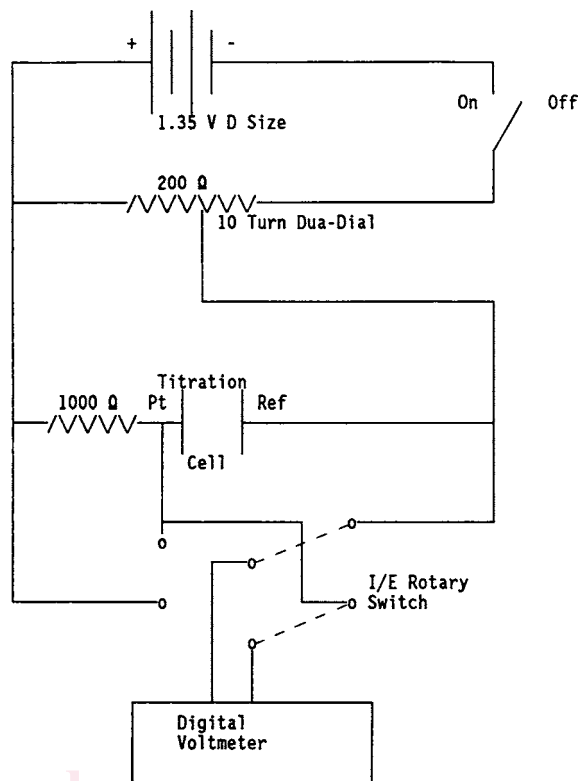 + -
1.35 V D Size
On Off
200 Ω
10 Turn Dua-Dial
Titration
1000 Ω Pt Ref
Cell
I/E Rotary
Switch
Digital
Voltmeter